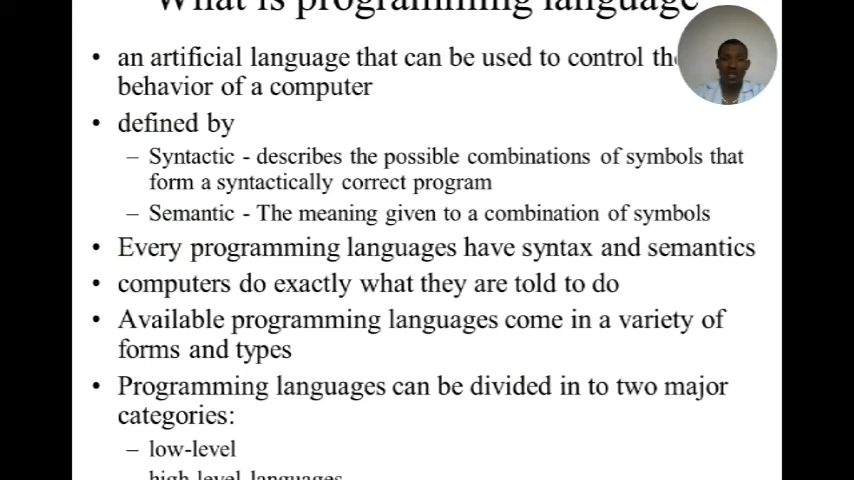 What is programming language
• an artificial language that can be used to control the
behavior of a computer
• defined by
– Syntactic - describes the possible combinations of symbols that
form a syntactically correct program
– Semantic - The meaning given to a combination of symbols
• Every programming languages have syntax and semantics
• computers do exactly what they are told to do
• Available programming languages come in a variety of
forms and types
• Programming languages can be divided in to two major
categories:
– low-level
high-level languages